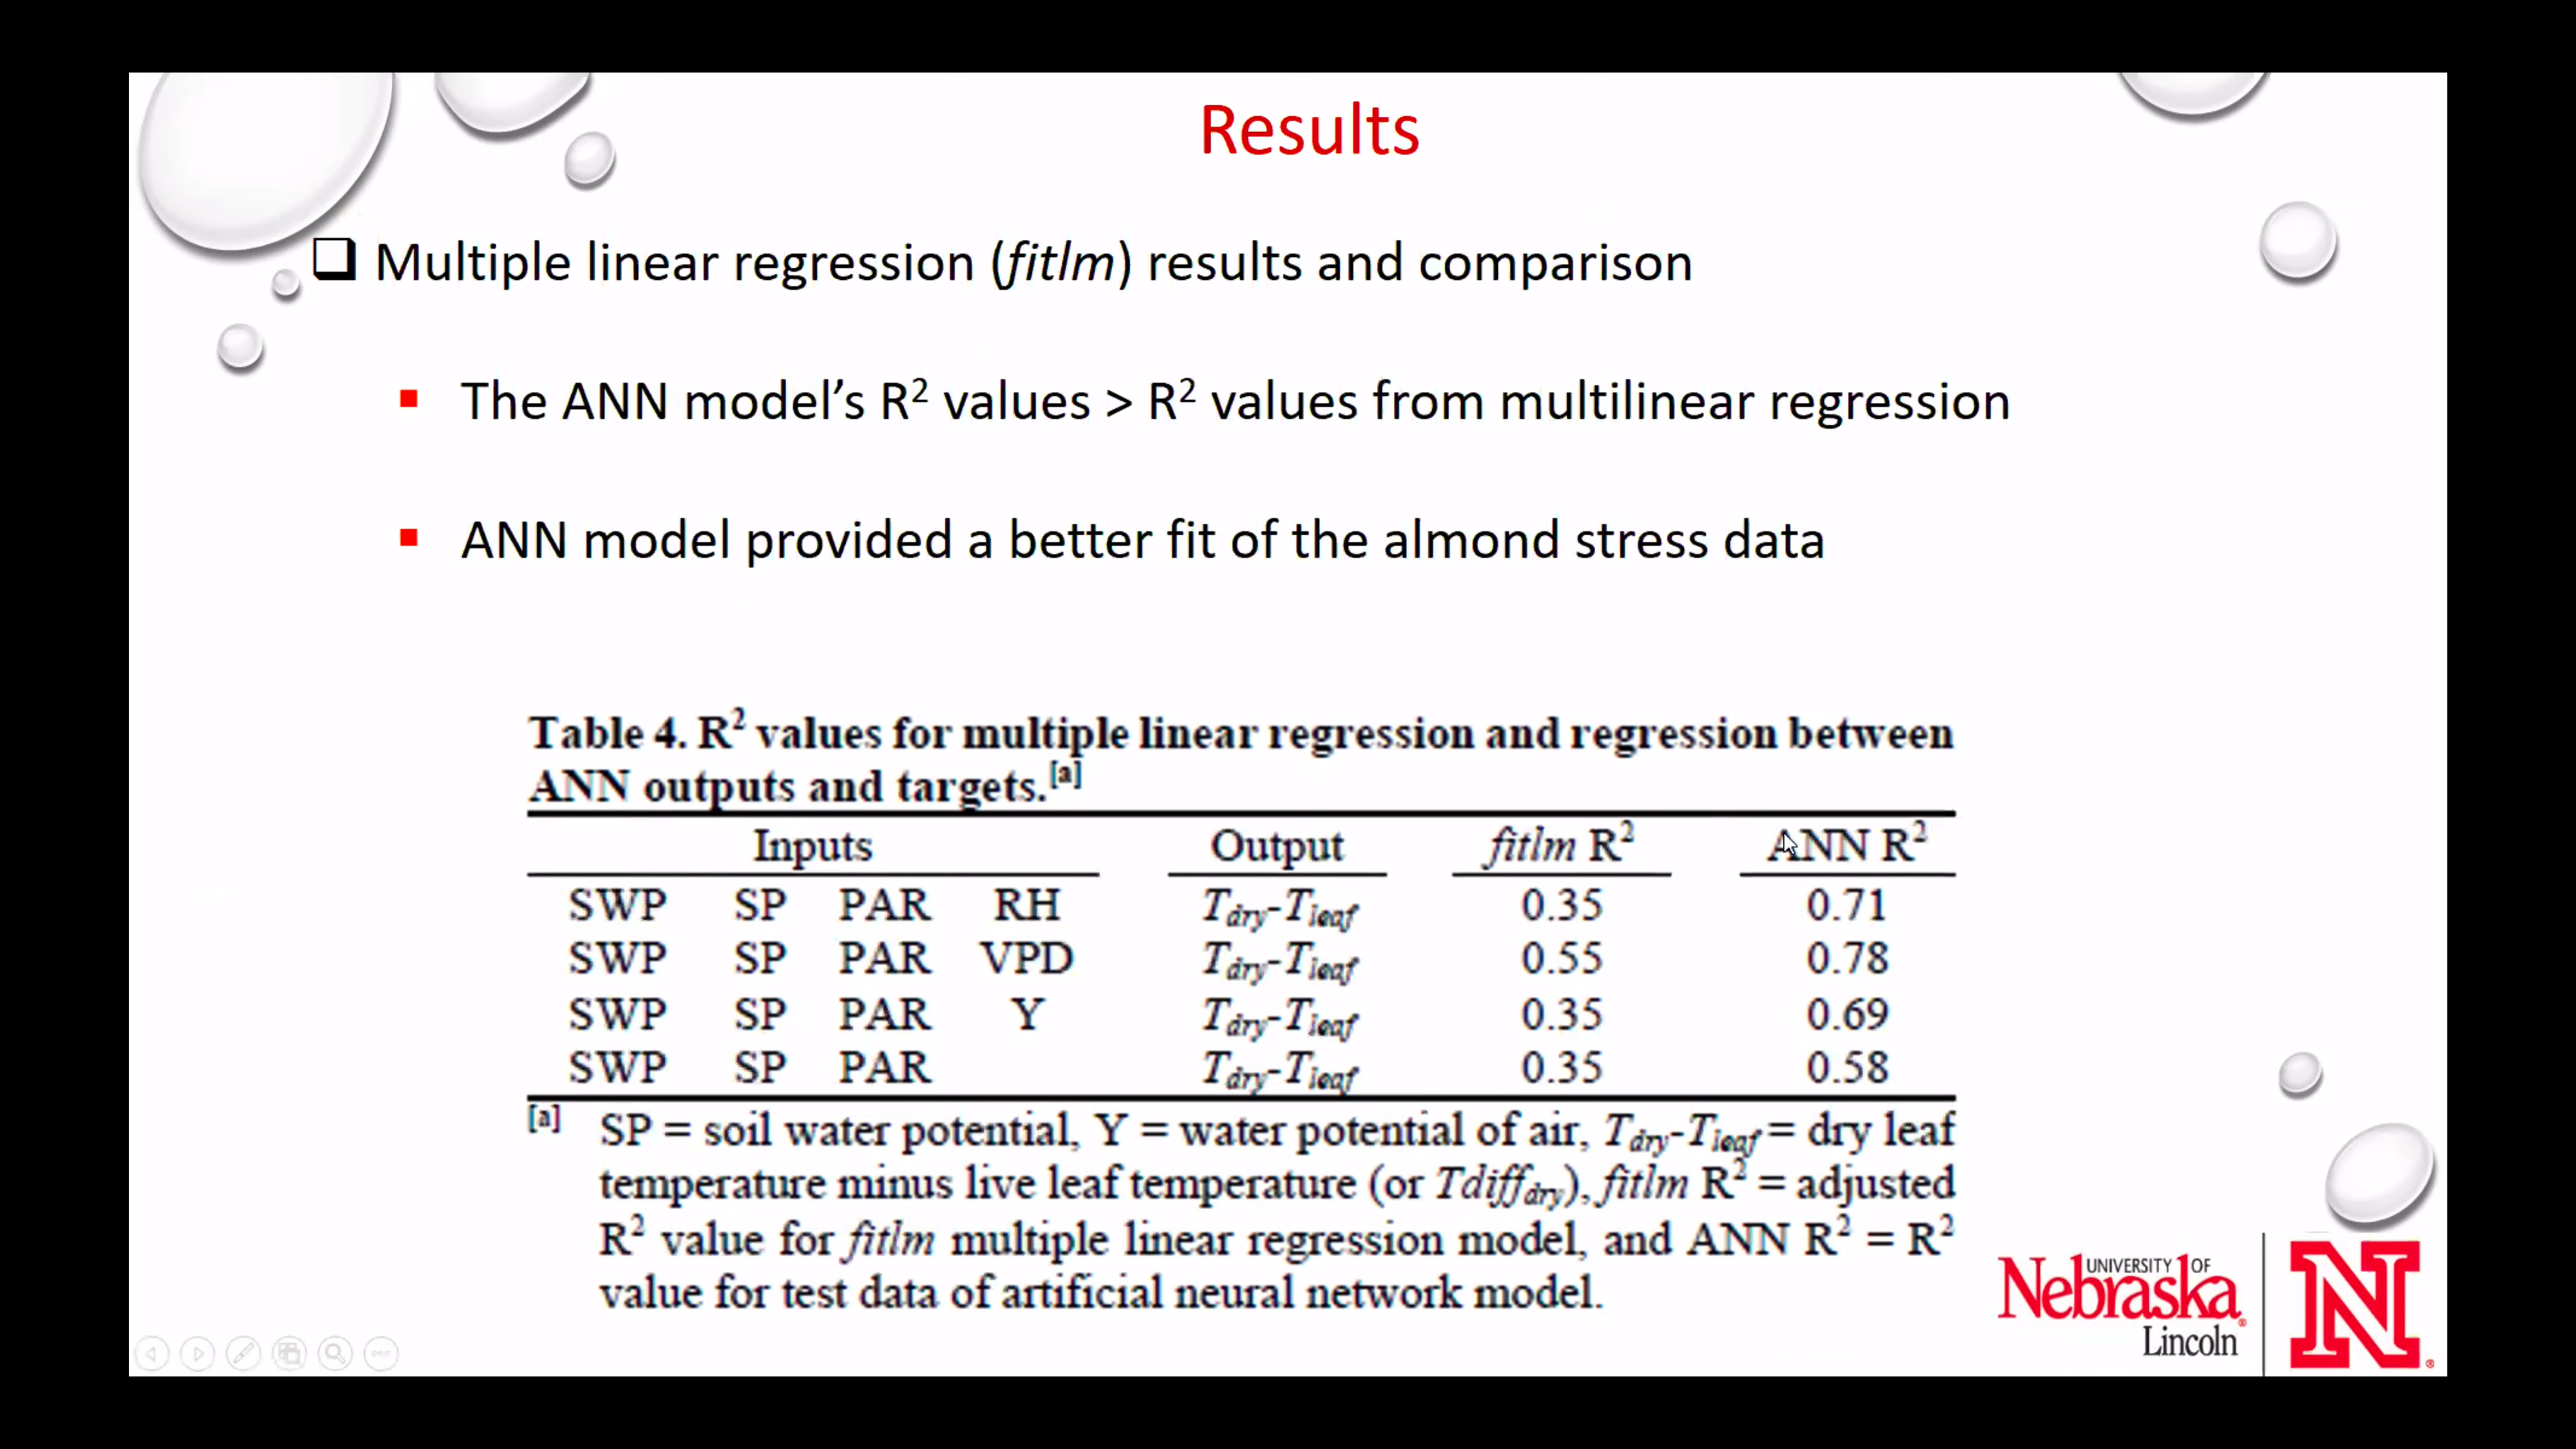 Results
❑ Multiple linear regression (fitlm) results and comparison
▪ The ANN model’s R² values > R² values from multilinear regression
▪ ANN model provided a better fit of the almond stress data
Table 4. R² values for multiple linear regression and regression between
ANN outputs and targets.[a]
Inputs Output fitlm R² ANN R²
SWP SP PAR RH Tdry-Tleaf 0.35 0.71
SWP SP PAR VPD Tdry-Tleaf 0.55 0.78
SWP SP PAR Y Tdry-Tleaf 0.35 0.69
SWP SP PAR Tdry-Tleaf 0.35 0.58
[a] SP = soil water potential, Y = water potential of air, Tdry-Tleaf = dry leaf
temperature minus live leaf temperature (or Tdiffdry), fitlm R² = adjusted
R² value for fitlm multiple linear regression model, and ANN R² = R²
value for test data of artificial neural network model.
UNIVERSITY OF
Nebraska®
Lincoln
N®